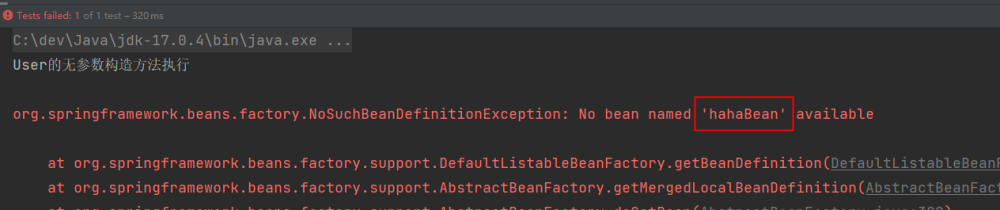 Tests failed: 1 of 1 test – 320 ms
C:\dev\Java\jdk-17.0.4\bin\java.exe ...
User的无参数构造方法执行
org.springframework.beans.factory.NoSuchBeanDefinitionException: No bean named 'hahaBean' available
at org.springframework.beans.factory.support.DefaultListableBeanFactory.getBeanDefinition(DefaultListableBean
at org.springframework.beans.factory.support.AbstractBeanFactory.getMergedLocalBeanDefinition(AbstractBeanFact